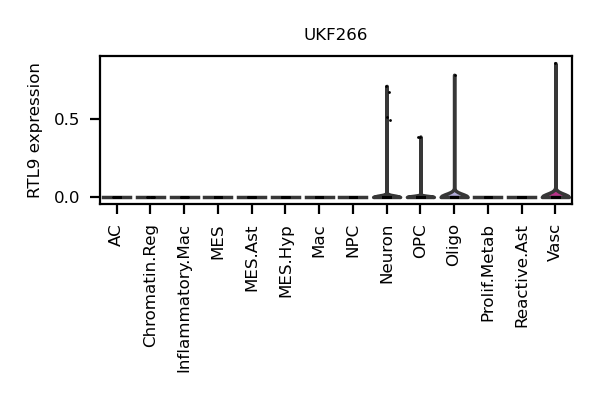 UKF266
RTL9 expression
0.5
0.0
AC
Chromatin.Reg
Inflammatory.Mac
MES
MES.Ast
MES.Hyp
Mac
NPC
Neuron
OPC
Oligo
Prolif.Metab
Reactive.Ast
Vasc